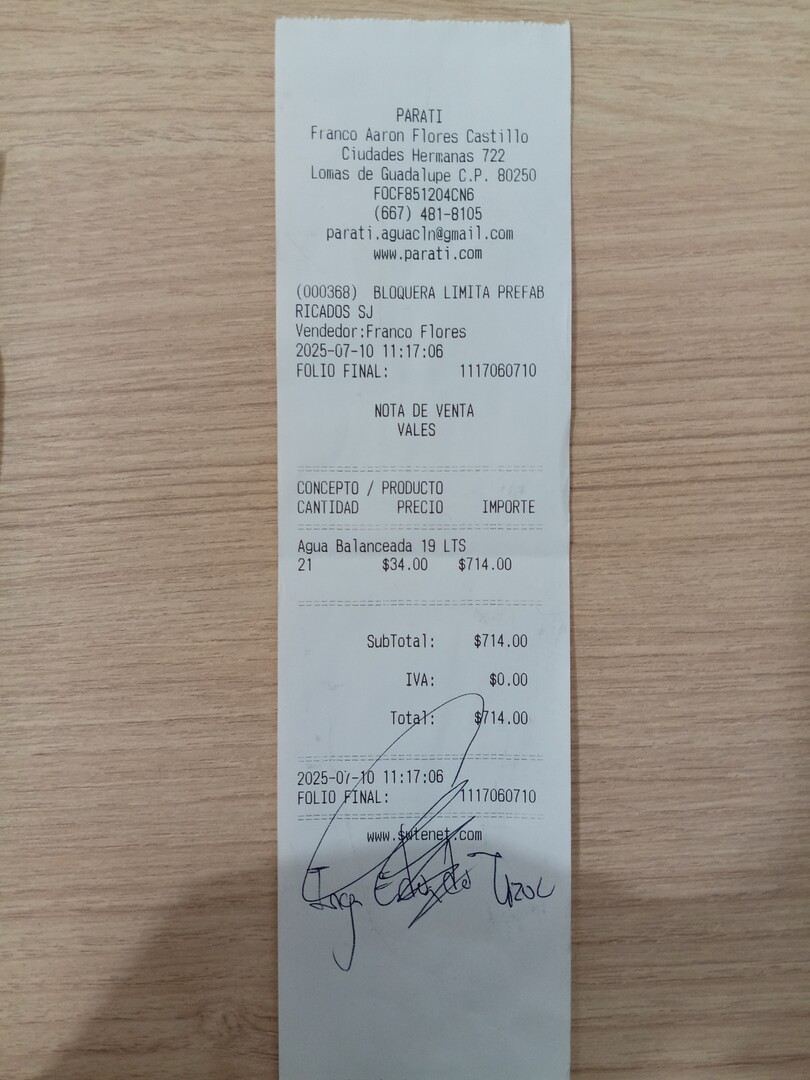 PARATI
Franco Aaron Flores Castillo
Ciudades Hermanas 722
Lomas de Guadalupe C.P. 80250
FOCF851204CN6
(667) 481-8105
parati.aguacln@gmail.com
www.parati.com
(000368) BLOQUERA LIMITA PREFAB
RICADOS SJ
Vendedor:Franco Flores
2025-07-10 11:17:06
FOLIO FINAL: 1117060710
NOTA DE VENTA
VALES
CONCEPTO / PRODUCTO
CANTIDAD PRECIO IMPORTE
Agua Balanceada 19 LTS
21 $34.00 $714.00
SubTotal: $714.00
IVA: $0.00
Total: $714.00
2025-07-10 11:17:06
FOLIO FINAL: 1117060710
www.swtenet.com